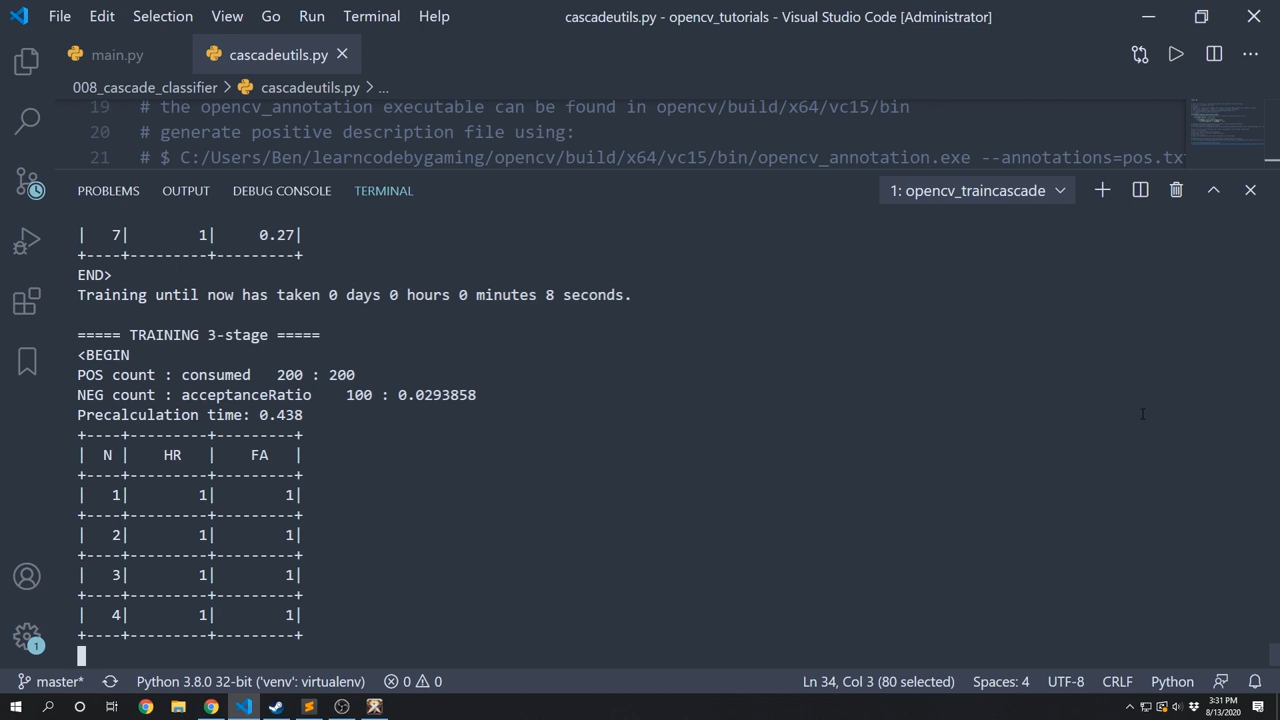 File Edit Selection View Go Run Terminal Help cascadeutils.py - opencv_tutorials - Visual Studio Code [Administrator]
main.py cascadeutils.py
008_cascade_classifier > cascadeutils.py > ...
19 # the opencv_annotation executable can be found in opencv/build/x64/vc15/bin
20 # generate positive description file using:
21 # $ C:/Users/Ben/learncodebygaming/opencv/build/x64/vc15/bin/opencv_annotation.exe --annotations=pos.tx
PROBLEMS OUTPUT DEBUG CONSOLE TERMINAL 1: opencv_traincascade
|   7|        1|     0.27|
+----+---------+---------+
END>
Training until now has taken 0 days 0 hours 0 minutes 8 seconds.
===== TRAINING 3-stage =====
<BEGIN
POS count : consumed   200 : 200
NEG count : acceptanceRatio    100 : 0.0293858
Precalculation time: 0.438
+----+---------+---------+
|  N |    HR   |    FA   |
+----+---------+---------+
|   1|        1|        1|
+----+---------+---------+
|   2|        1|        1|
+----+---------+---------+
|   3|        1|        1|
+----+---------+---------+
|   4|        1|        1|
+----+---------+---------+
master* Python 3.8.0 32-bit ('venv': virtualenv) 0 0 Ln 34, Col 3 (80 selected) Spaces: 4 UTF-8 CRLF Python
1
3:31 PM
8/13/2020